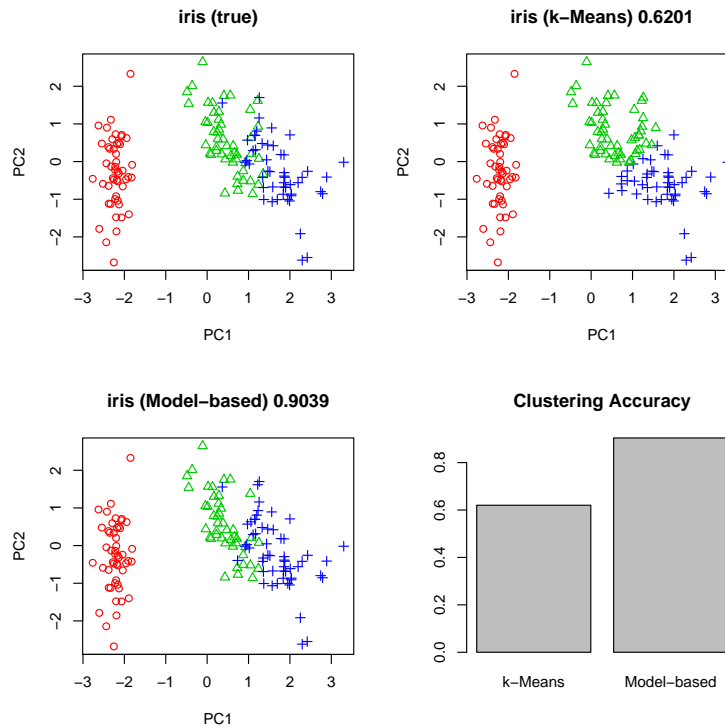 iris (true)
PC2
−2 −1 0 1 2
−3 −2 −1 0 1 2 3
PC1
iris (k−Means) 0.6201
PC2
−2 −1 0 1 2
−3 −2 −1 0 1 2 3
PC1
iris (Model−based) 0.9039
PC2
−2 −1 0 1 2
−3 −2 −1 0 1 2 3
PC1
Clustering Accuracy
0.0 0.2 0.4 0.6 0.8
k−Means Model−based